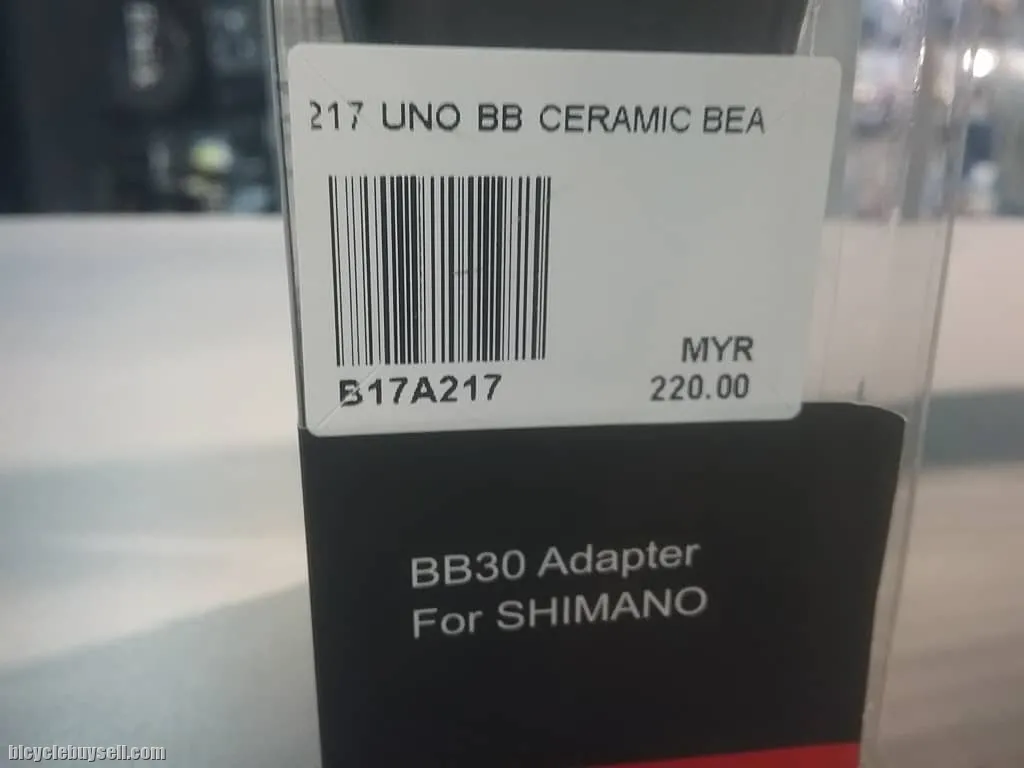 217 UNO BB CERAMIC BEA
B17A217
MYR
220.00
BB30 Adapter
For SHIMANO
bicyclebuysell.com